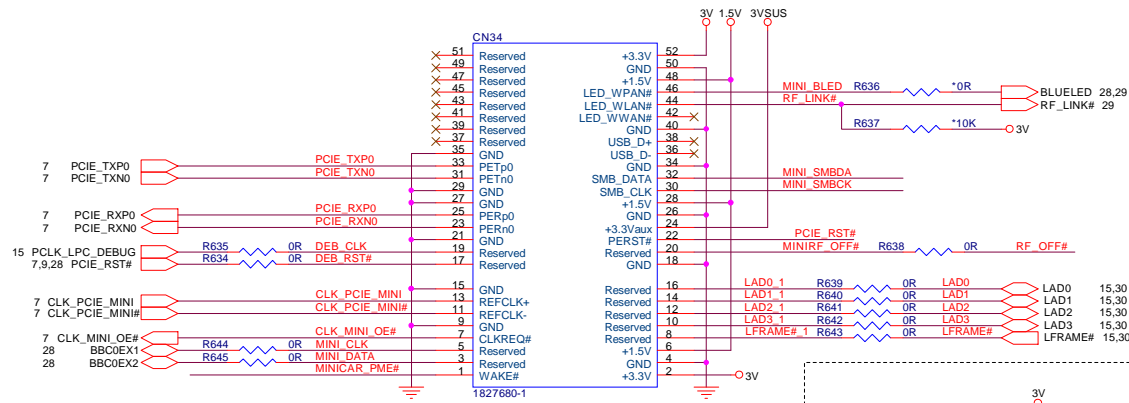 3V 1.5V 3VSUS
CN34
51 Reserved +3.3V 52
49 Reserved GND 50
47 Reserved +1.5V 48
45 Reserved LED_WPAN# 46 MINI_BLED R636 *0R BLUELED 28,29
43 Reserved LED_WLAN# 44 RF_LINK# RF_LINK# 29
41 Reserved LED_WWAN# 42
39 Reserved GND 40 R637 *10K 3V
37 Reserved USB_D+ 38
35 GND USB_D- 36
7 PCIE_TXP0 PCIE_TXP0 33 PETp0 GND 34
7 PCIE_TXN0 PCIE_TXN0 31 PETn0 SMB_DATA 32 MINI_SMBDA
29 GND SMB_CLK 30 MINI_SMBCK
27 GND +1.5V 28
7 PCIE_RXP0 PCIE_RXP0 25 PERp0 GND 26
7 PCIE_RXN0 PCIE_RXN0 23 PERn0 +3.3Vaux 24
21 GND PERST# 22 PCIE_RST#
15 PCLK_LPC_DEBUG R635 0R DEB_CLK 19 Reserved Reserved 20 MINIRF_OFF# R638 0R RF_OFF#
7,9,28 PCIE_RST# R634 0R DEB_RST# 17 Reserved GND 18
15 GND Reserved 16 LAD0_1 R639 0R LAD0 LAD0 15,30
7 CLK_PCIE_MINI CLK_PCIE_MINI 13 REFCLK+ Reserved 14 LAD1_1 R640 0R LAD1 LAD1 15,30
7 CLK_PCIE_MINI# CLK_PCIE_MINI# 11 REFCLK- Reserved 12 LAD2_1 R641 0R LAD2 LAD2 15,30
9 GND Reserved 10 LAD3_1 R642 0R LAD3 LAD3 15,30
7 CLK_MINI_OE# CLK_MINI_OE# 7 CLKREQ# Reserved 8 LFRAME#_1 R643 0R LFRAME# LFRAME# 15,30
28 BBC0EX1 R644 0R MINI_CLK 5 Reserved +1.5V 6
28 BBC0EX2 R645 0R MINI_DATA 3 Reserved GND 4
MINICAR_PME# 1 WAKE# +3.3V 2 3V
1827680-1
3V